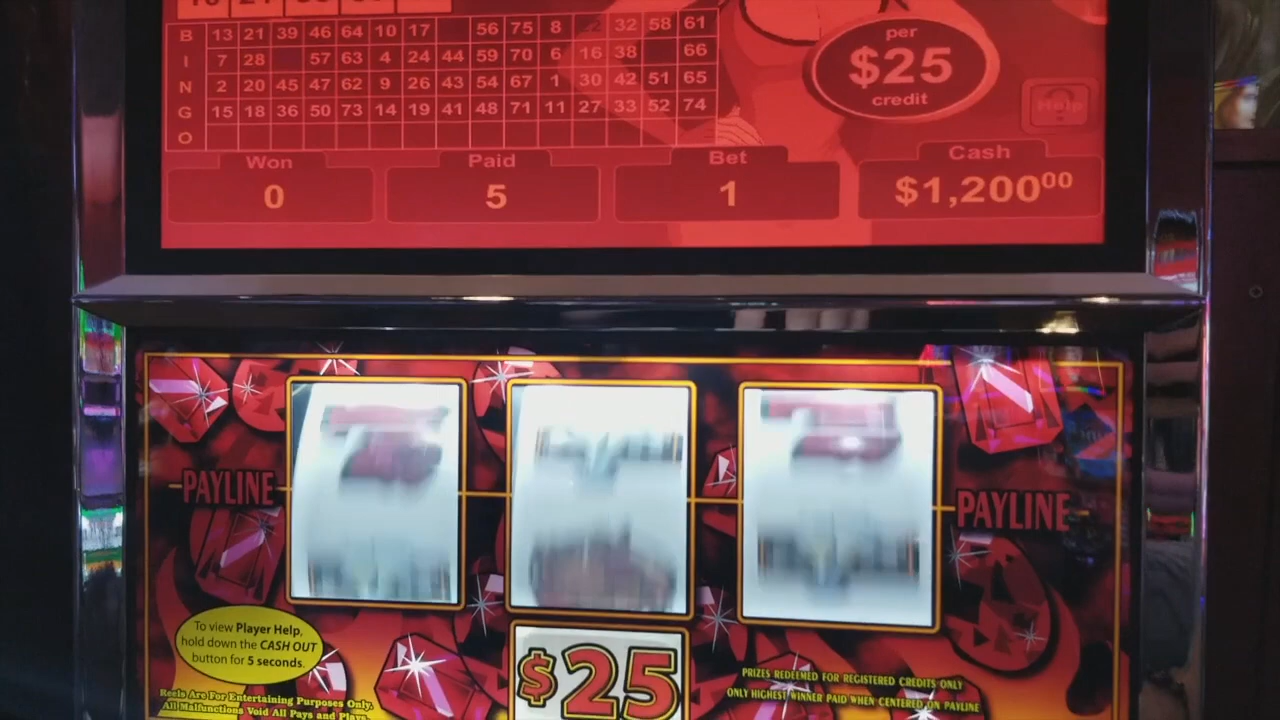 B 13 21 39 46 64 10 17 56 75 8 22 32 58 61
I 7 28 57 63 4 24 44 59 70 6 16 38 66
N 2 20 45 47 62 9 26 43 54 67 1 30 42 51 65
G 15 18 36 50 73 14 19 41 48 71 11 27 33 52 74
O
per
$25
credit
Help
Won Paid Bet Cash
0 5 1 $1,200.00
PAYLINE PAYLINE
To view Player Help,
hold down the CASH OUT
button for 5 seconds.
Reels Are For Entertaining Purposes Only.
All Malfunctions Void All Pays and Plays.
$25
PRIZES REDEEMED FOR REGISTERED CREDITS ONLY
ONLY HIGHEST WINNER PAID WHEN CENTERED ON PAYLINE